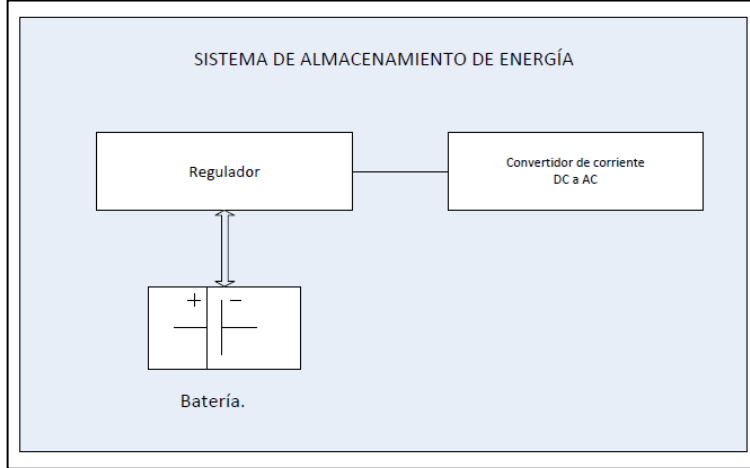 SISTEMA DE ALMACENAMIENTO DE ENERGÍA
Regulador
Convertidor de corriente
DC a AC
+ −
Batería.